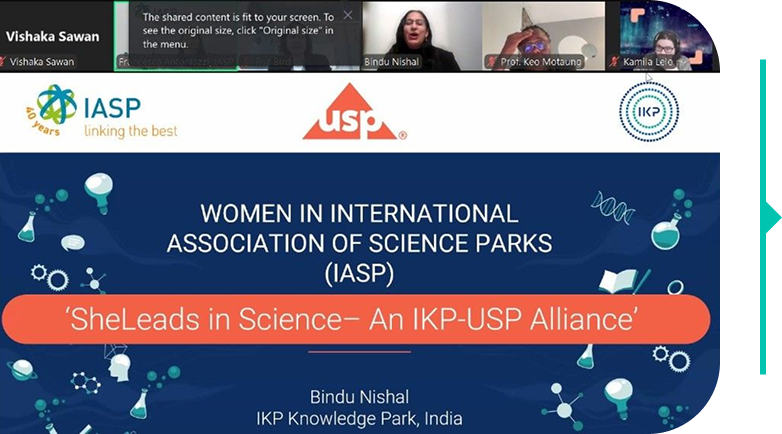 Vishaka Sawan
Vishaka Sawan
The shared content is fit to your screen. To
see the original size, click "Original size" in
the menu.
Bindu Nishal
Prof. Keo Motaung
Kamila Lelo
40 years
IASP
linking the best
usp®
IKP
WOMEN IN INTERNATIONAL
ASSOCIATION OF SCIENCE PARKS
(IASP)
‘SheLeads in Science– An IKP-USP Alliance’
Bindu Nishal
IKP Knowledge Park, India